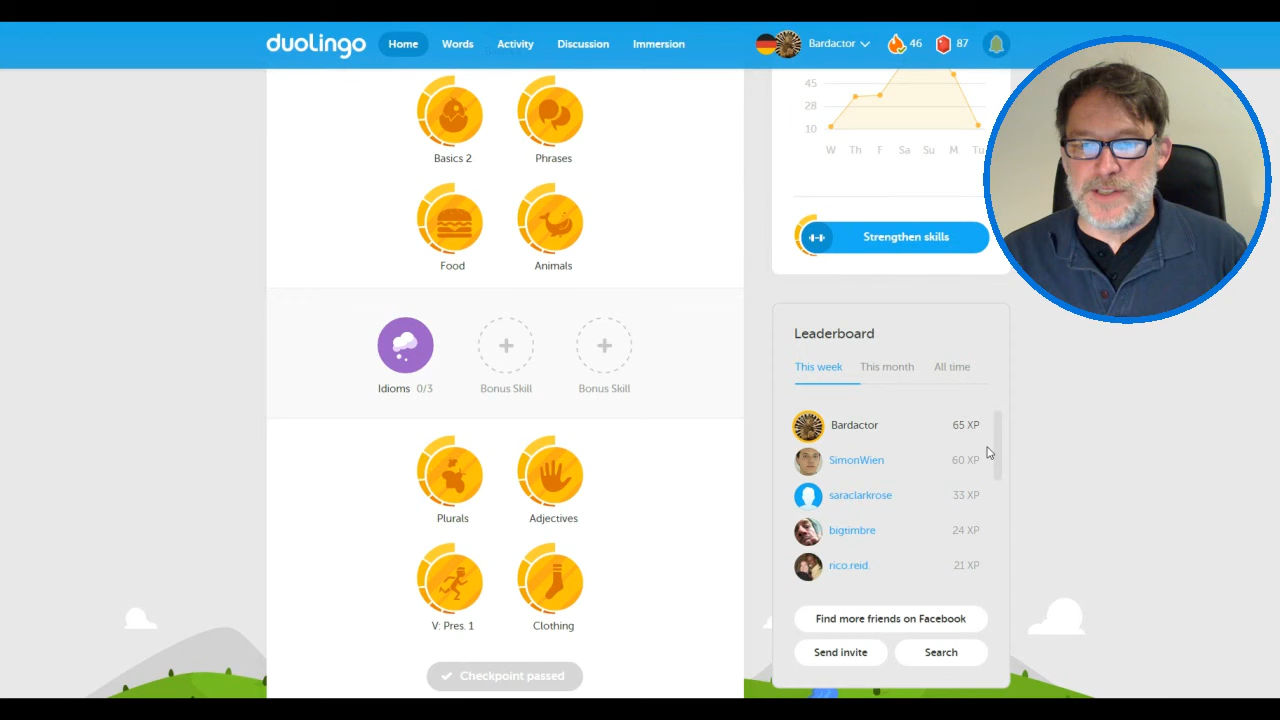 duolingo Home Words Activity Discussion Immersion Bardactor 46 87
45
28
10
W Th F Sa Su M Tu
Basics 2 Phrases
Strengthen skills
Food Animals
Idioms 0/3 Bonus Skill Bonus Skill
Leaderboard
This week This month All time
Bardactor 65 XP
SimonWien 60 XP
saraclarkrose 33 XP
bigtimbre 24 XP
rico.reid. 21 XP
Plurals Adjectives
V: Pres. 1 Clothing
Find more friends on Facebook
Send invite Search
Checkpoint passed